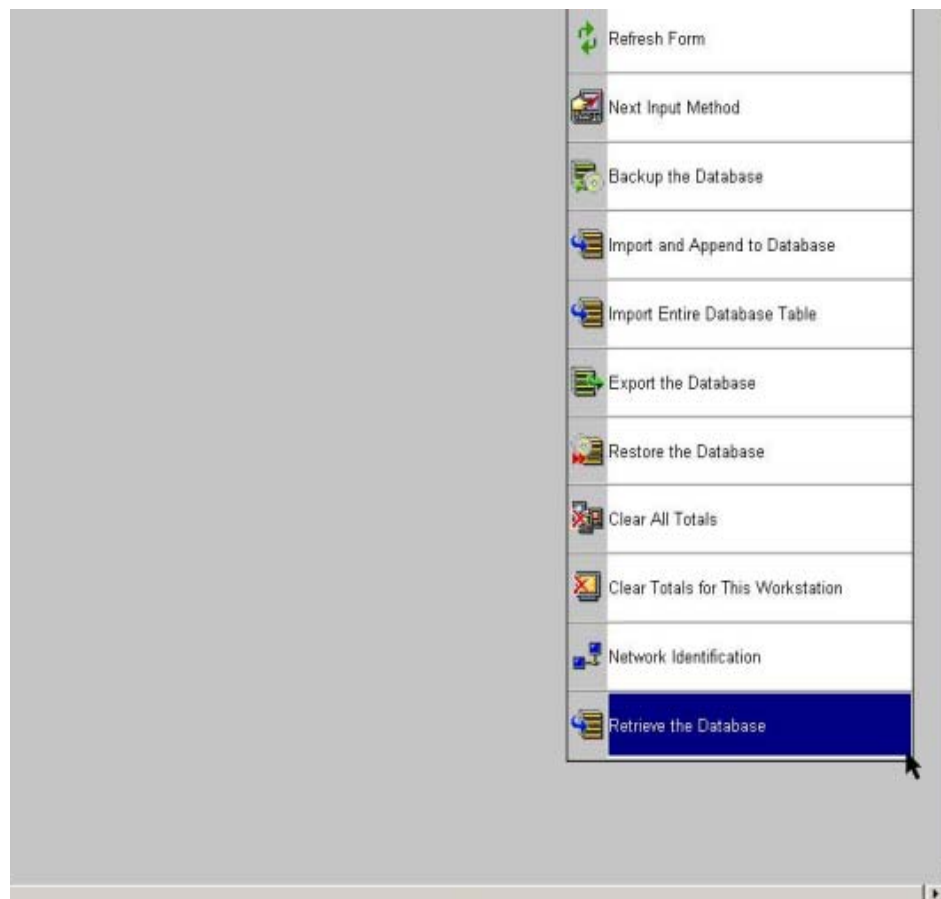 Refresh Form
Next Input Method
Backup the Database
Import and Append to Database
Import Entire Database Table
Export the Database
Restore the Database
Clear All Totals
Clear Totals for This Workstation
Network Identification
Retrieve the Database